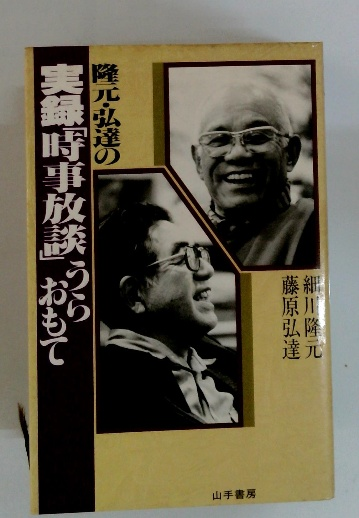 隆元・弘達の
実録「時事放談」うら
おもて
細川隆元
藤原弘達
山手書房